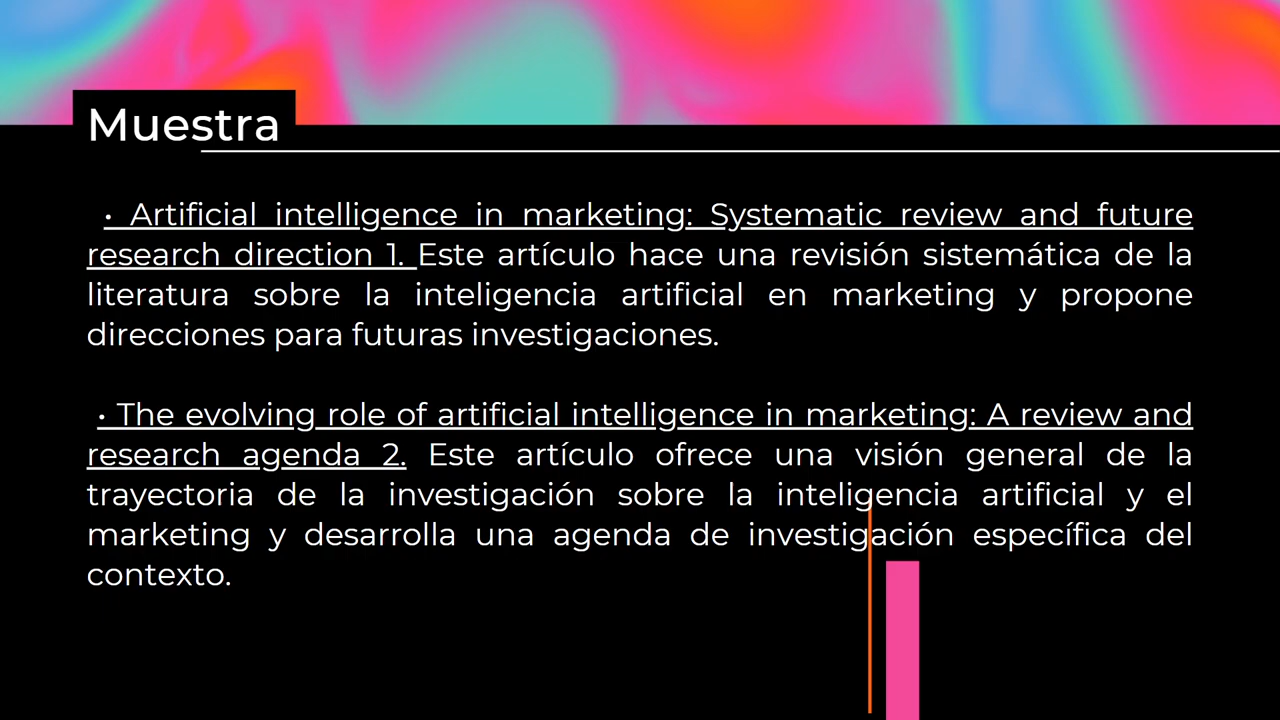 Muestra
• Artificial intelligence in marketing: Systematic review and future
research direction 1. Este artículo hace una revisión sistemática de la
literatura sobre la inteligencia artificial en marketing y propone
direcciones para futuras investigaciones.
• The evolving role of artificial intelligence in marketing: A review and
research agenda 2. Este artículo ofrece una visión general de la
trayectoria de la investigación sobre la inteligencia artificial y el
marketing y desarrolla una agenda de investigación específica del
contexto.